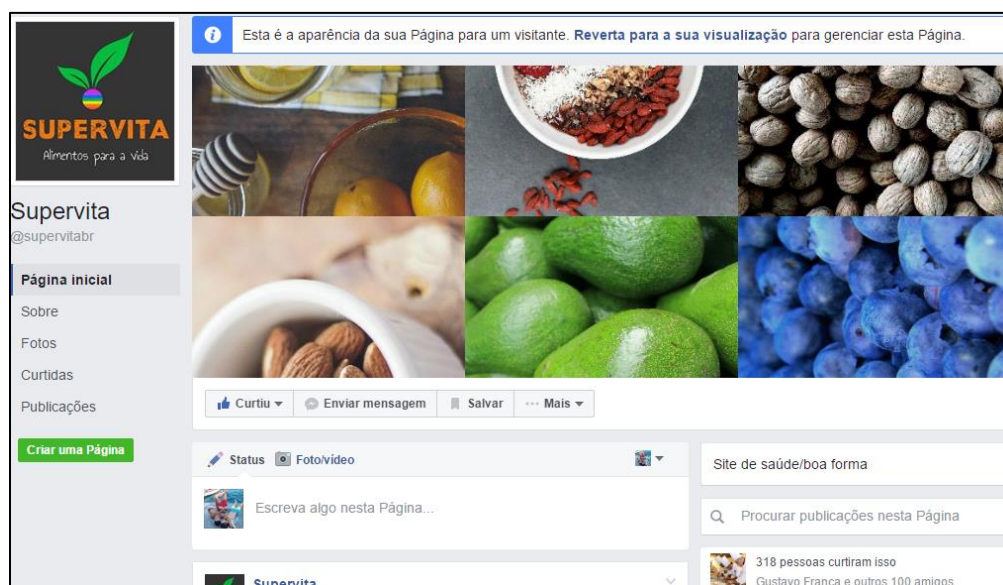 Esta é a aparência da sua Página para um visitante. Reverta para a sua visualização para gerenciar esta Página.
SUPERVITA
Alimentos para a vida
Supervita
@supervitabr
Página inicial
Sobre
Fotos
Curtidas
Publicações
Criar uma Página
Curtiu
Enviar mensagem
Salvar
Mais
Status
Foto/vídeo
Escreva algo nesta Página...
Site de saúde/boa forma
Procurar publicações nesta Página
318 pessoas curtiram isso
Gustavo França e outros 100 amigos
Supervita